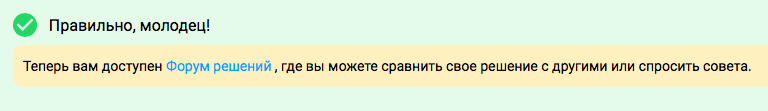 Правильно, молодец!
Теперь вам доступен Форум решений , где вы можете сравнить свое решение с другими или спросить совета.